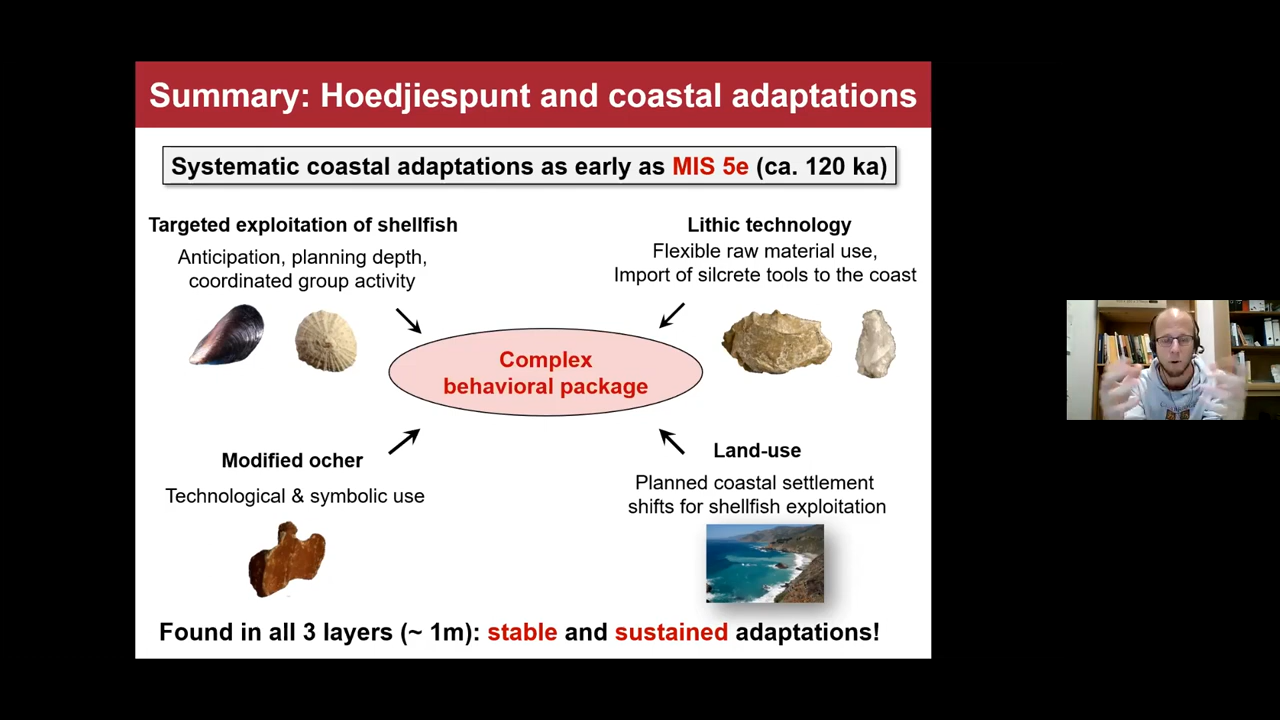 Summary: Hoedjiespunt and coastal adaptations
Systematic coastal adaptations as early as MIS 5e (ca. 120 ka)
Targeted exploitation of shellfish
Anticipation, planning depth,
coordinated group activity
Lithic technology
Flexible raw material use,
Import of silcrete tools to the coast
Complex
behavioral package
Modified ocher
Technological & symbolic use
Land-use
Planned coastal settlement
shifts for shellfish exploitation
Found in all 3 layers (~ 1m): stable and sustained adaptations!